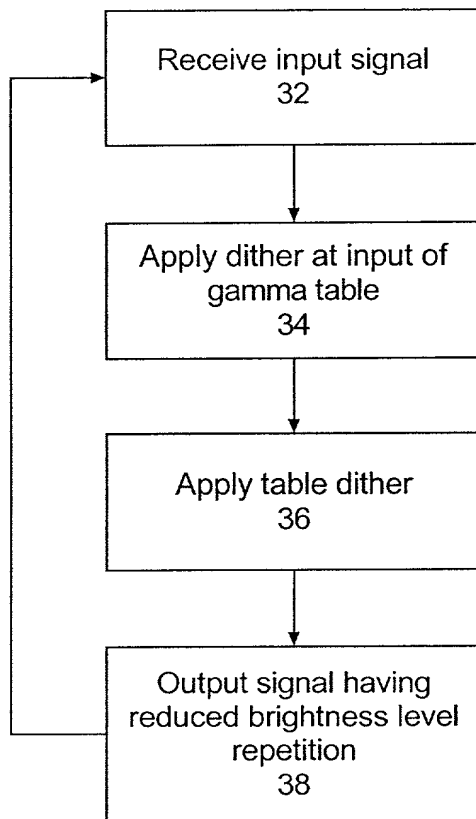 Receive input signal
32
Apply dither at input of
gamma table
34
Apply table dither
36
Output signal having
reduced brightness level
repetition
38